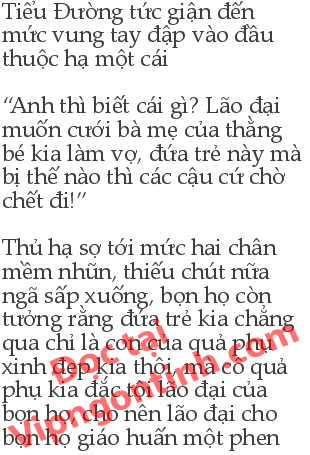 Tiểu Đường tức giận đến
mức vung tay đập vào đầu
thuộc hạ một cái
“Anh thì biết cái gì? Lão đại
muốn cưới bà mẹ của thằng
bé kia làm vợ, đứa trẻ này mà
bị thế nào thì các cậu cứ chờ
chết đi!”
Thủ hạ sợ tới mức hai chân
mềm nhũn, thiếu chút nữa
ngã sấp xuống, bọn họ còn
tưởng rằng đứa trẻ kia chẳng
qua chỉ là con của quả phụ
xinh đẹp kia thôi, mà cô quả
phụ kia đắc tội lão đại của
bọn họ, cho nên lão đại cho
bọn họ giáo huấn một phen
Đọc tại
Vipngontinh.com